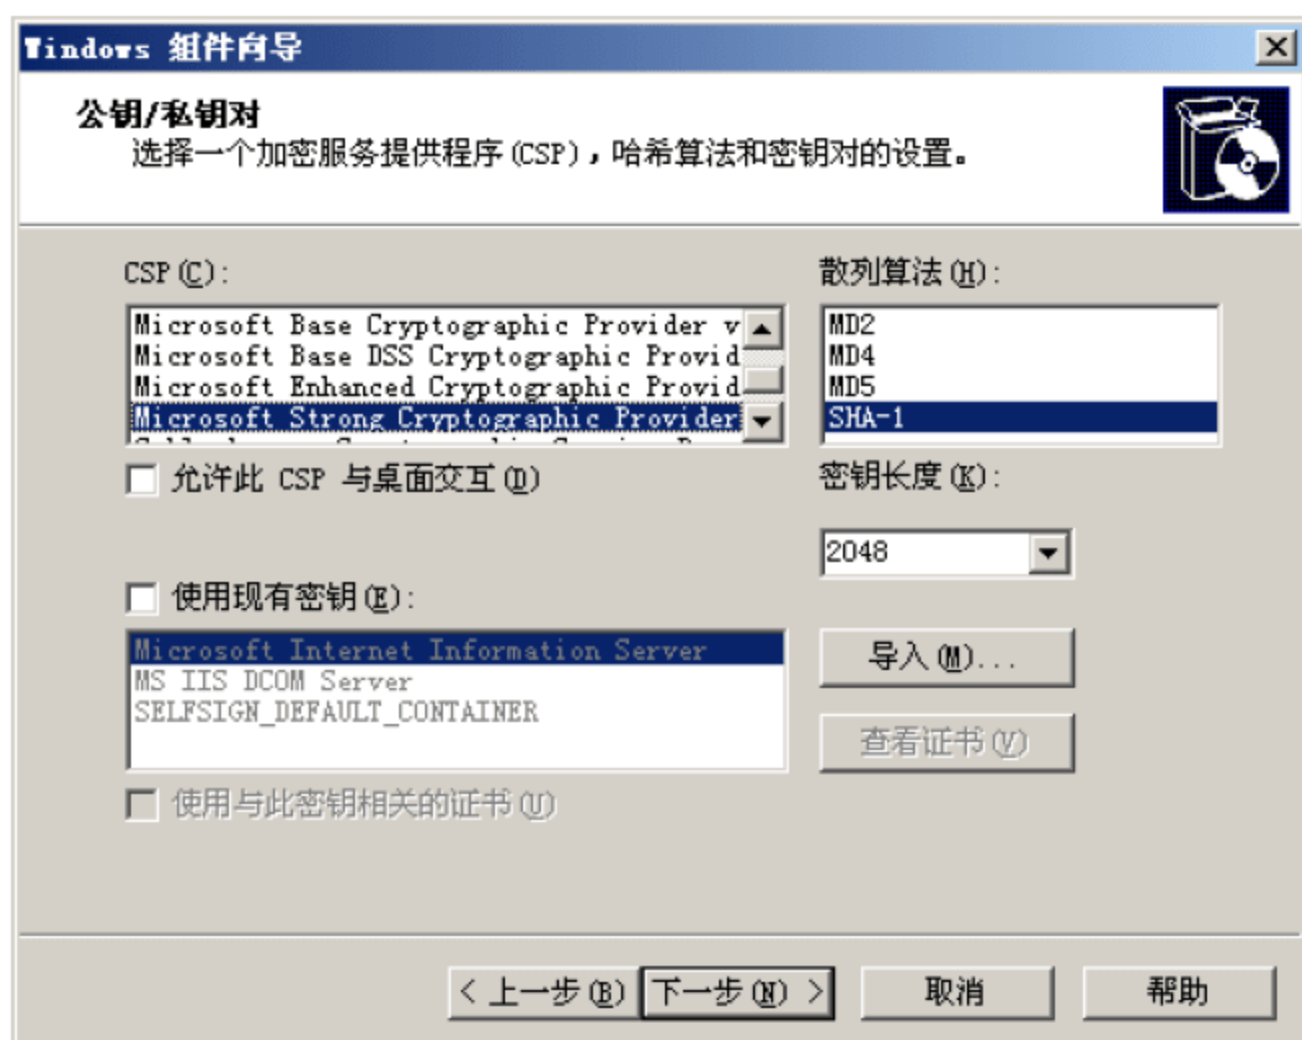 Windows 组件向导
公钥/私钥对
选择一个加密服务提供程序(CSP)，哈希算法和密钥对的设置。
CSP(C):
Microsoft Base Cryptographic Provider v
Microsoft Base DSS Cryptographic Provid
Microsoft Enhanced Cryptographic Provid
Microsoft Strong Cryptographic Provider
允许此 CSP 与桌面交互(D)
散列算法(H):
MD2
MD4
MD5
SHA-1
密钥长度(K):
2048
使用现有密钥(E):
Microsoft Internet Information Server
MS IIS DCOM Server
SELFSIGN_DEFAULT_CONTAINER
导入(M)...
查看证书(V)
使用与此密钥相关的证书(U)
< 上一步(B)
下一步(N) >
取消
帮助